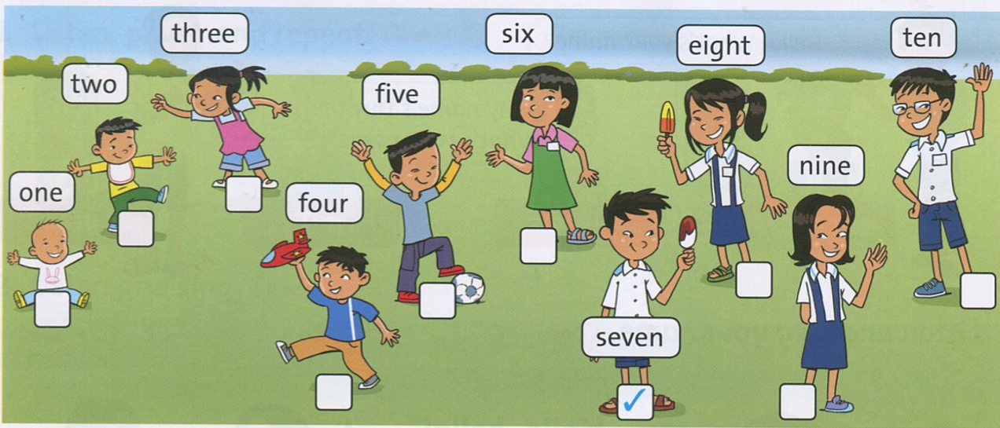 one
two
three
four
five
six
seven
eight
nine
ten